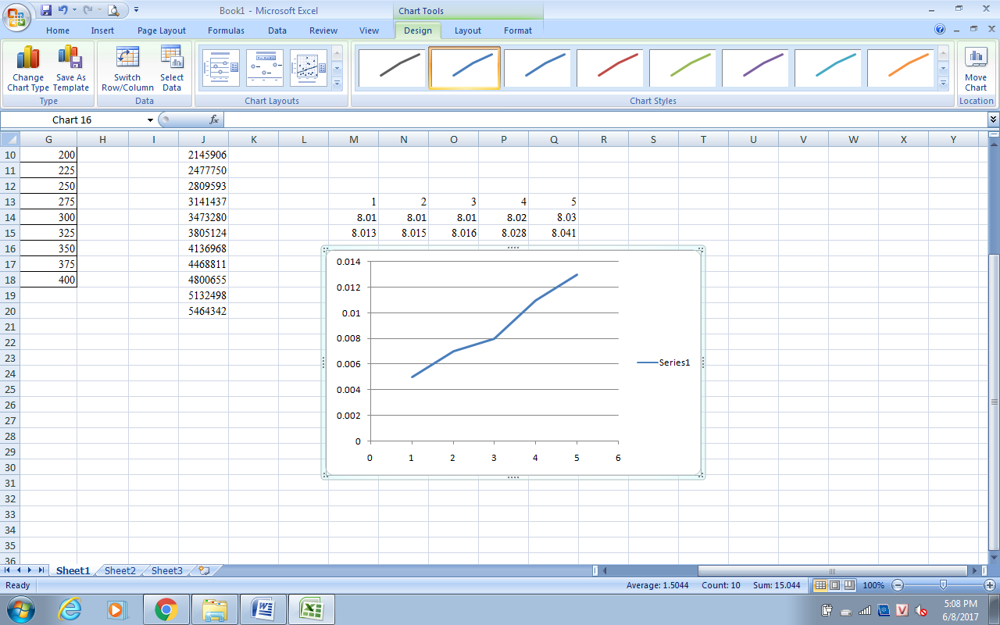 Book1 - Microsoft Excel Chart Tools
Home Insert Page Layout Formulas Data Review View Design Layout Format
Change Chart Type Save As Template Switch Row/Column Select Data Move Chart
Type Data Chart Layouts Chart Styles Location
Chart 16 fx
G H I J K L M N O P Q R S T U V W X Y
10 200 2145906
11 225 2477750
12 250 2809593
13 275 3141437 1 2 3 4 5
14 300 3473280 8.01 8.01 8.01 8.02 8.03
15 325 3805124 8.013 8.015 8.016 8.028 8.041
16 350 4136968
17 375 4468811
18 400 4800655
19 5132498
20 5464342
21
22
23
24
25
26
27
28
29
30
31
32
33
34
35
36
0.014
0.012
0.01
0.008
0.006
0.004
0.002
0
0 1 2 3 4 5 6
Series1
Sheet1 Sheet2 Sheet3
Ready Average: 1.5044 Count: 10 Sum: 15.044 100%
5:08 PM
6/8/2017